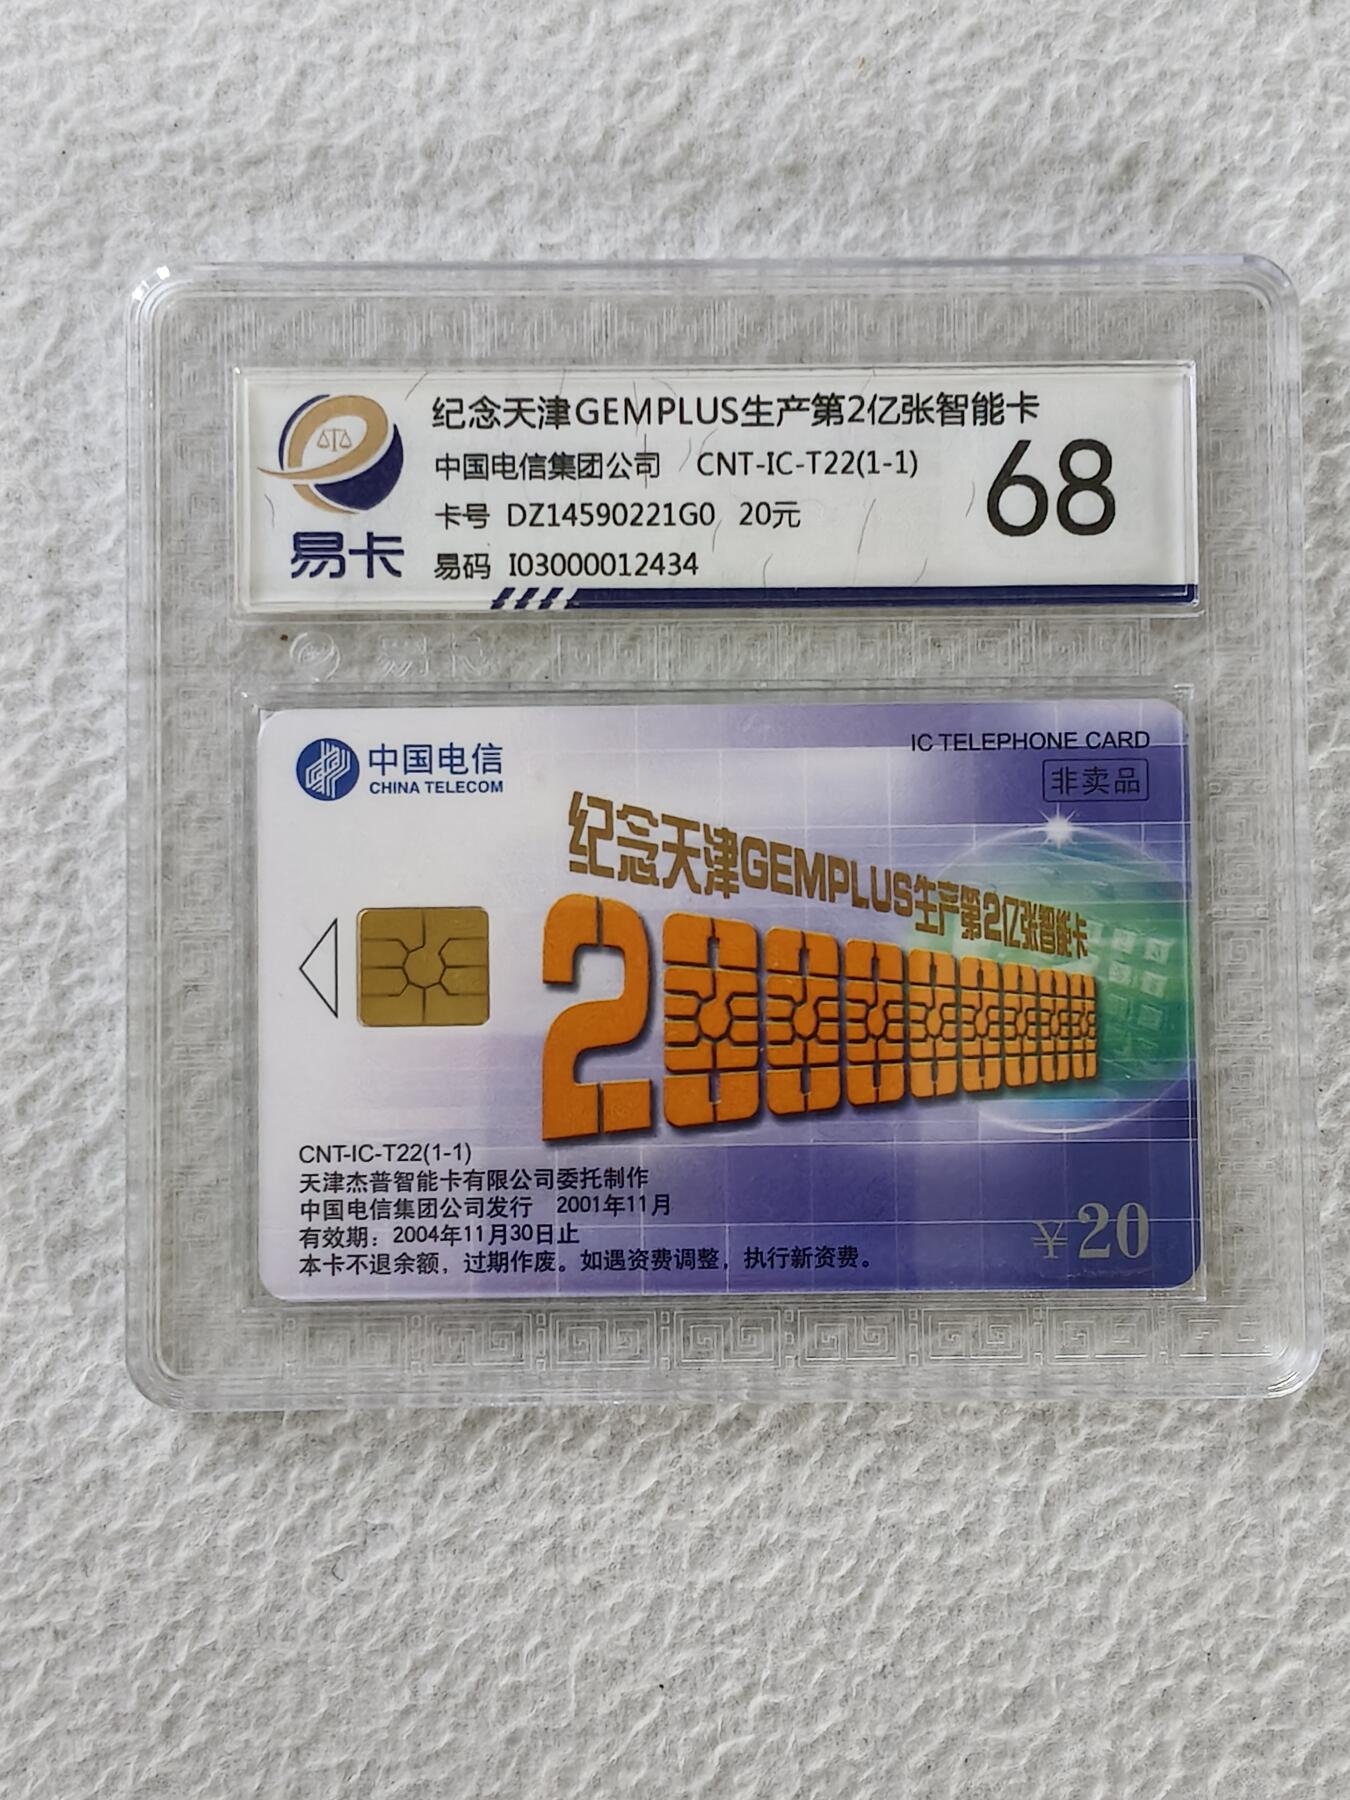 纪念天津GEMPLUS生产第2亿张智能卡
中国电信集团公司 CNT-IC-T22(1-1)
卡号 DZ14590221G0 20元
易码 I03000012434
68
易卡
中国电信
CHINA TELECOM
IC TELEPHONE CARD
非卖品
纪念天津GEMPLUS生产第2亿张智能卡
200000000
CNT-IC-T22(1-1)
天津杰普智能卡有限公司委托制作
中国电信集团公司发行 2001年11月
有效期：2004年11月30日止
本卡不退余额，过期作废。如遇资费调整，执行新资费。
¥20